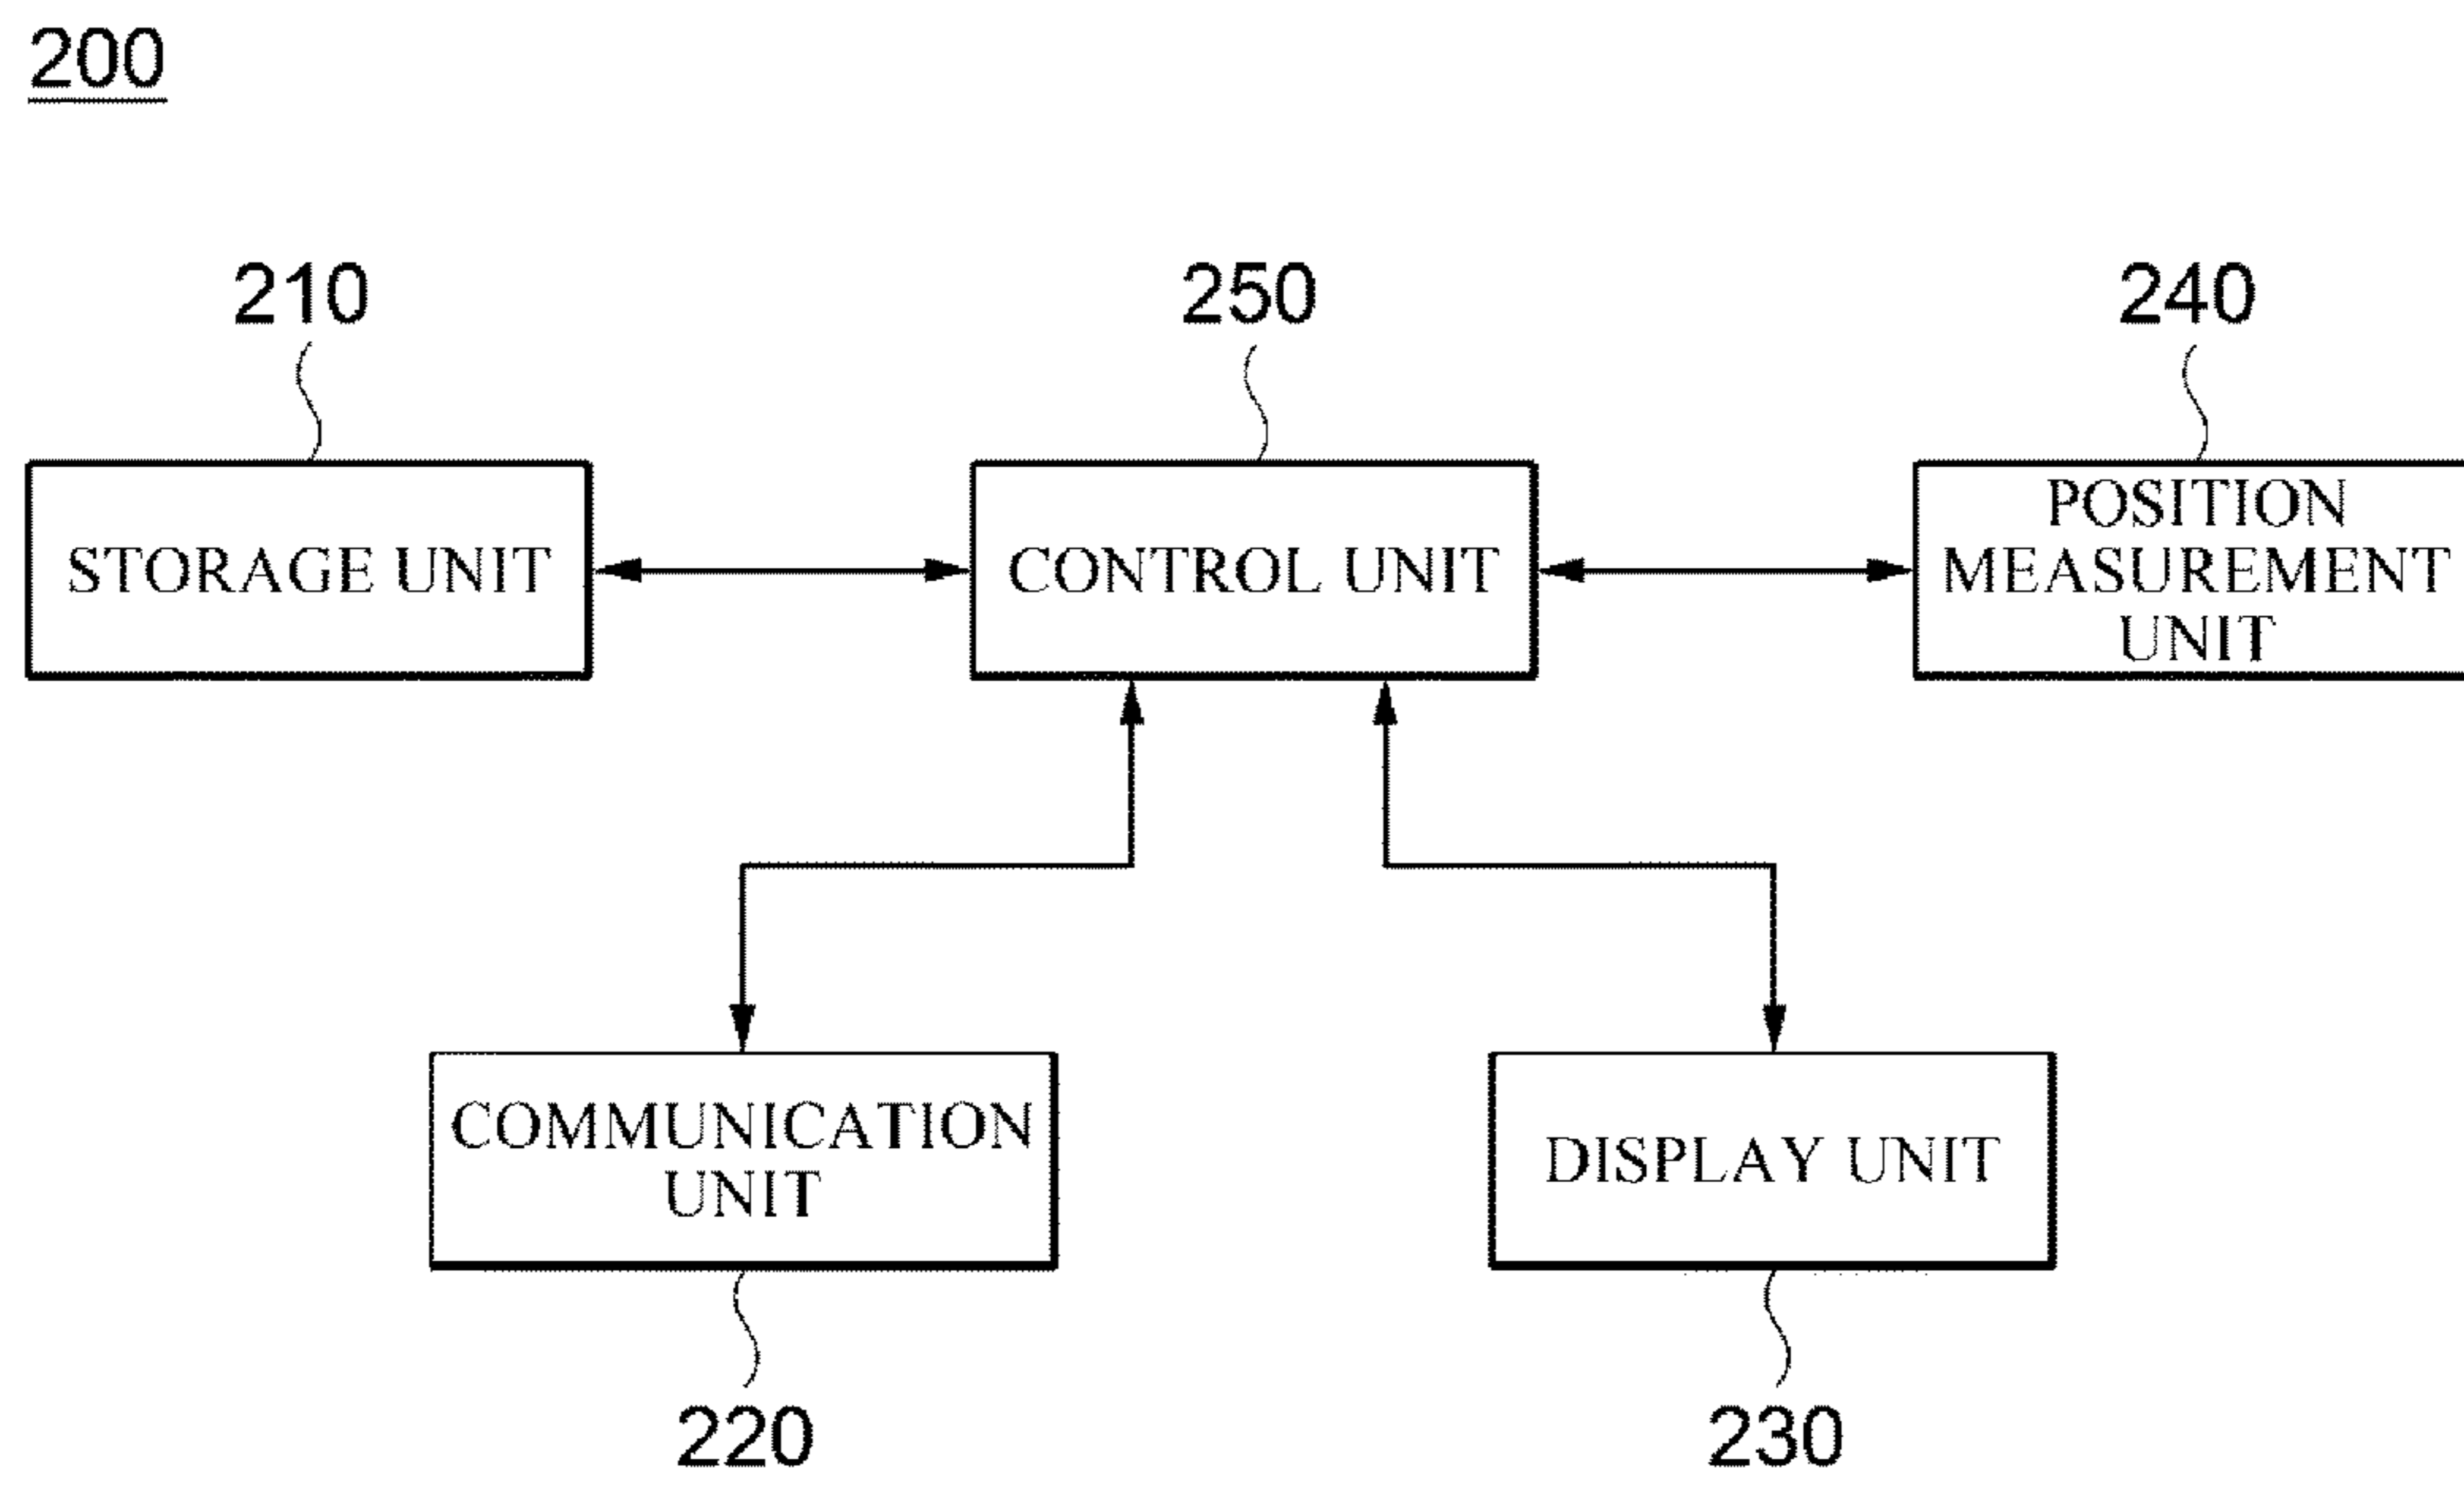 200
210
250
240
STORAGE UNIT
CONTROL UNIT
POSITION
MEASUREMENT
UNIT
COMMUNICATION
UNIT
DISPLAY UNIT
220
230